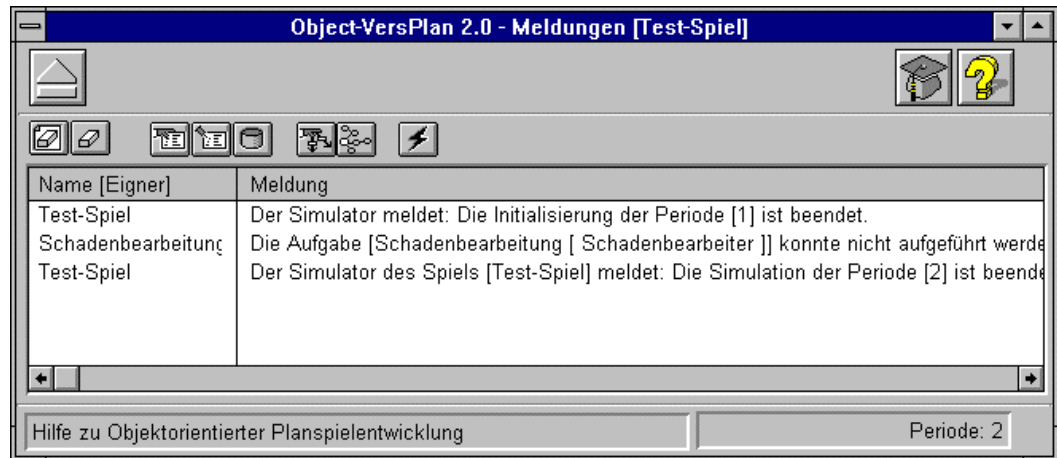 Object-VersPlan 2.0 - Meldungen [Test-Spiel]
Name [Eigner] Meldung
Test-Spiel Der Simulator meldet: Die Initialisierung der Periode [1] ist beendet.
Schadenbearbeitung Die Aufgabe [Schadenbearbeitung [ Schadenbearbeiter ]] konnte nicht aufgeführt werde
Test-Spiel Der Simulator des Spiels [Test-Spiel] meldet: Die Simulation der Periode [2] ist beende
Hilfe zu Objektorientierter Planspielentwicklung Periode: 2